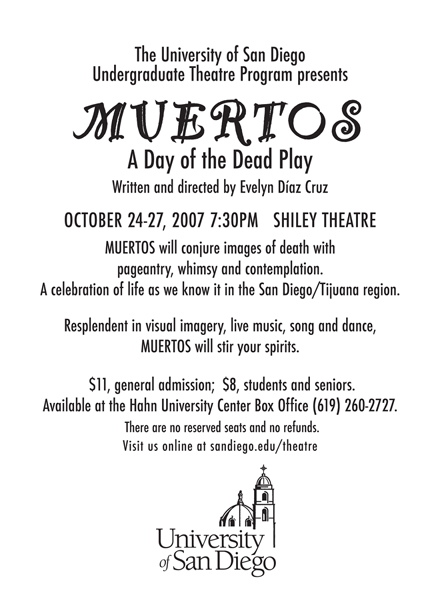 The University of San Diego
Undergraduate Theatre Program presents
MUERTOS
A Day of the Dead Play
Written and directed by Evelyn Díaz Cruz
OCTOBER 24-27, 2007 7:30PM SHILEY THEATRE
MUERTOS will conjure images of death with
pageantry, whimsy and contemplation.
A celebration of life as we know it in the San Diego/Tijuana region.
Resplendent in visual imagery, live music, song and dance,
MUERTOS will stir your spirits.
$11, general admission; $8, students and seniors.
Available at the Hahn University Center Box Office (619) 260-2727.
There are no reserved seats and no refunds.
Visit us online at sandiego.edu/theatre
University
of San Diego